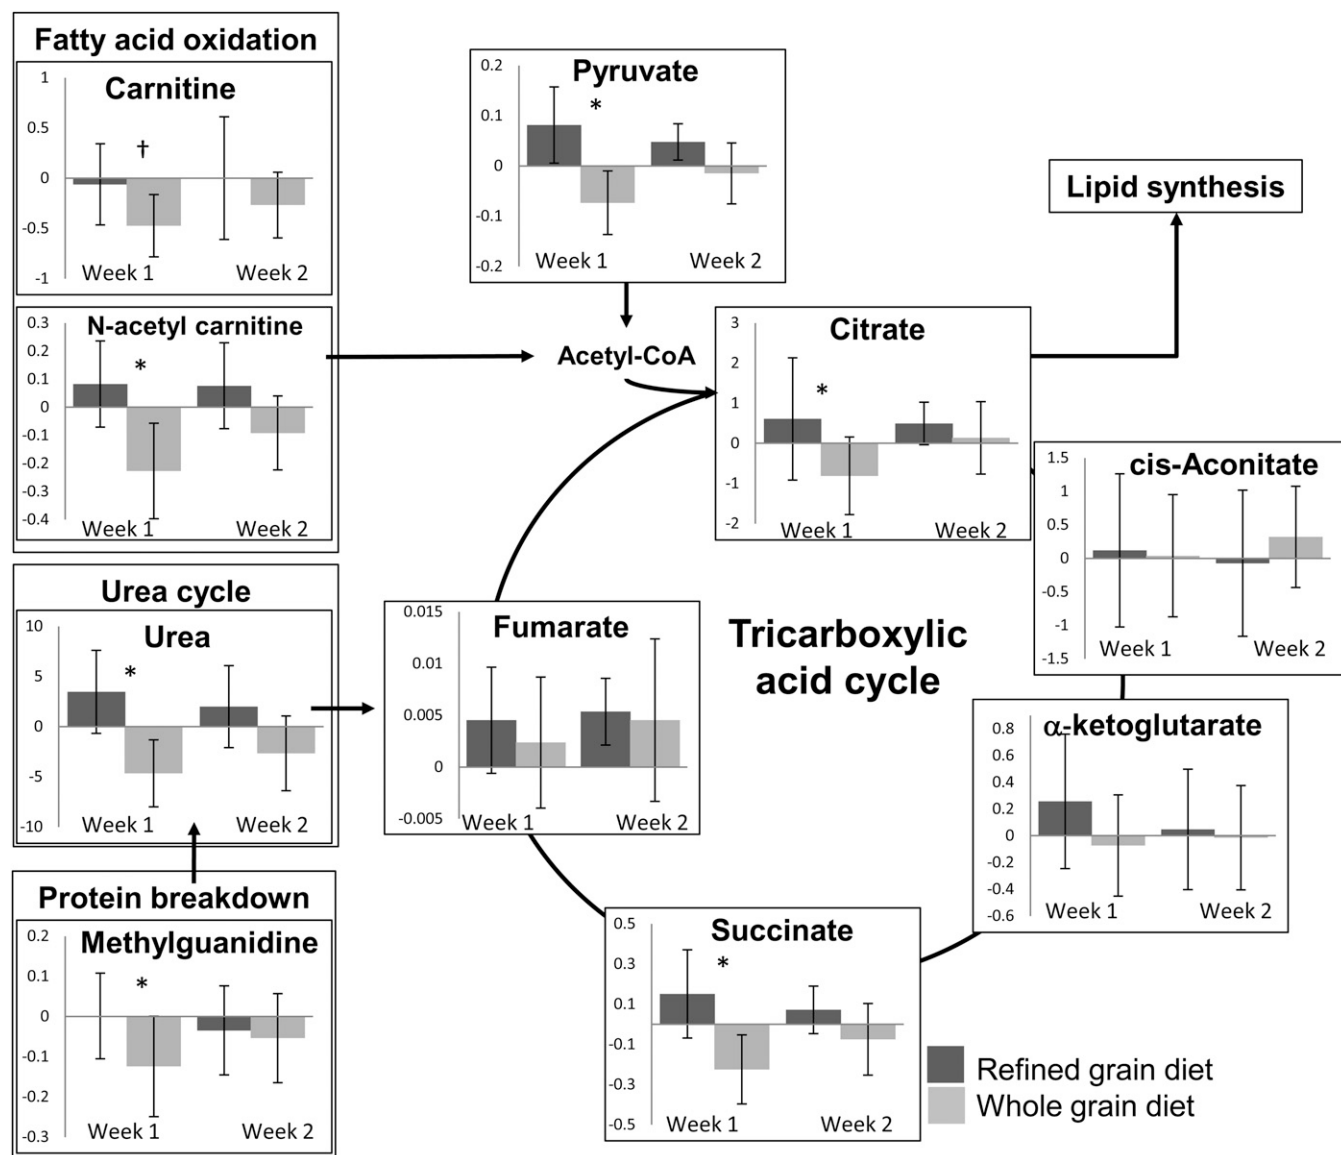 Fatty acid oxidation
Carnitine
1
0.5
0
-0.5
-1
†
Week 1
Week 2
N-acetyl carnitine
0.3
0.2
0.1
0
-0.1
-0.2
-0.3
-0.4
*
Week 1
Week 2
Urea cycle
Urea
10
5
0
-5
-10
*
Week 1
Week 2
Protein breakdown
Methylguanidine
0.2
0.1
0
-0.1
-0.2
-0.3
*
Week 1
Week 2
Pyruvate
0.2
0.1
0
-0.1
-0.2
*
Week 1
Week 2
Acetyl-CoA
Lipid synthesis
Citrate
3
2
1
0
-1
-2
*
Week 1
Week 2
cis-Aconitate
1.5
1
0.5
0
-0.5
-1
-1.5
Week 1
Week 2
Tricarboxylic
acid cycle
Fumarate
0.015
0.01
0.005
0
-0.005
Week 1
Week 2
α-ketoglutarate
0.8
0.6
0.4
0.2
0
-0.2
-0.4
-0.6
Week 1
Week 2
Succinate
0.5
0.3
0.1
-0.1
-0.3
-0.5
*
Week 1
Week 2
Refined grain diet
Whole grain diet